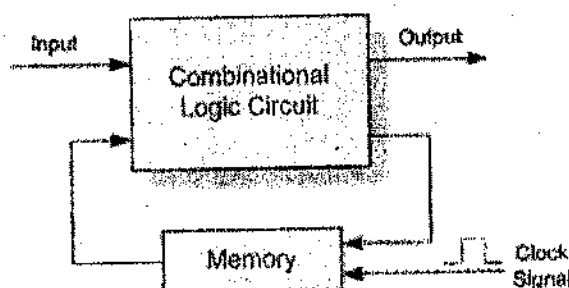 Input
Output
Combinational
Logic Circuit
Memory
Clock
Signal